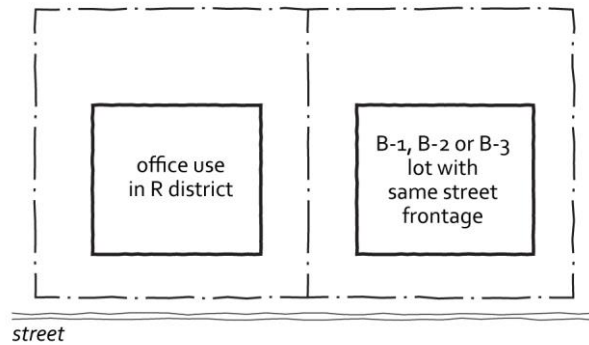 office use
in R district
B-1, B-2 or B-3
lot with
same street
frontage
street